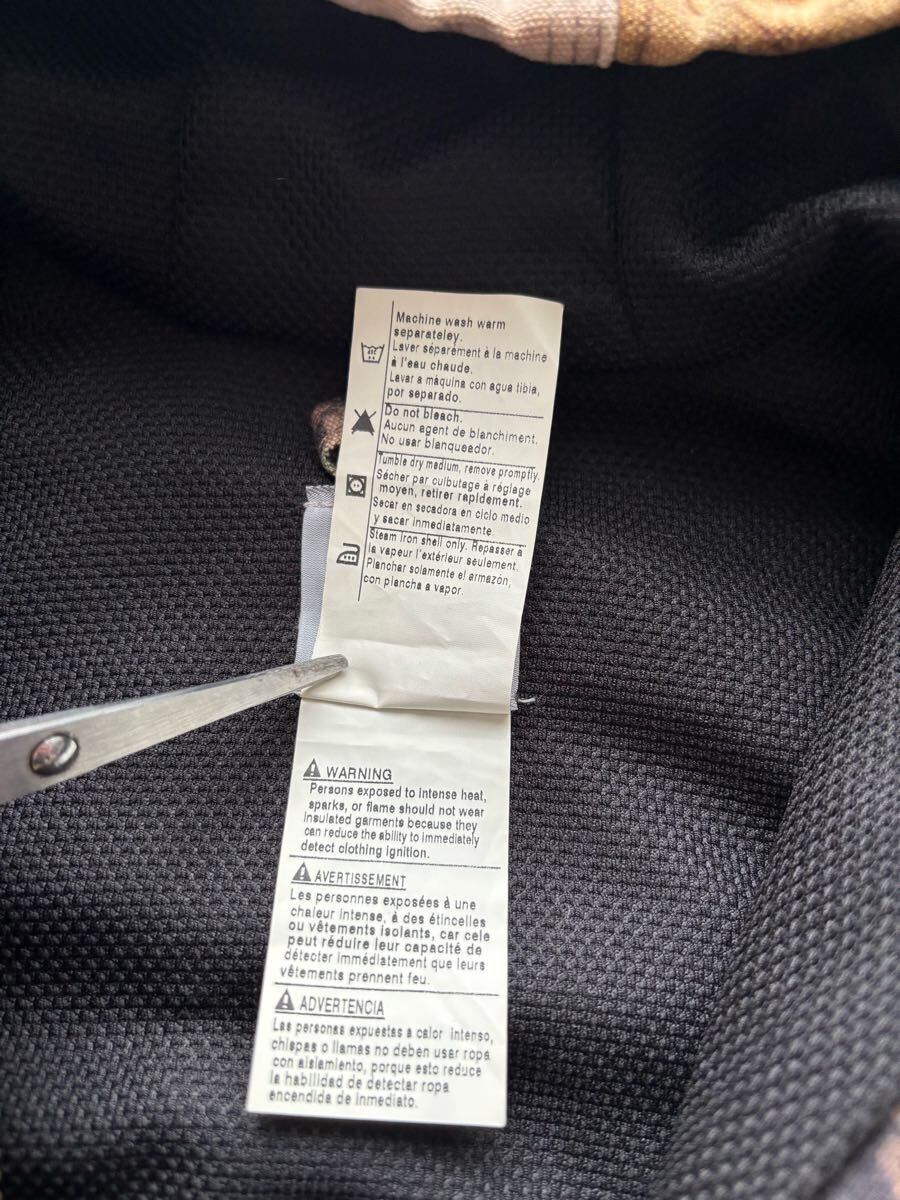 Machine wash warm
separateley.
Laver séparément à la machine
à l'eau chaude.
Lavar a màquina con agua tibia,
por separado.
Do not bleach.
Aucun agent de blanchiment.
No usar blanqueador.
Tumble dry medium, remove promptly.
Sécher par culbutage à réglage
moyen, retirer rapidement.
Secar en secadora en ciclo medio
y sacar inmediatamente.
Steam Iron shell only. Repasser à
la vapeur l'extérieur seulement.
Planchar solamente el armazón,
con plancha a vapor.
WARNING
Persons exposed to intense heat,
sparks, or flame should not wear
insulated garments because they
can reduce the ability to immediately
detect clothing ignition.
AVERTISSEMENT
Les personnes exposées à une
chaleur intense, à des étincelles
ou vêtements isolants, car cele
peut réduire leur capacité de
détecter immédiatement que leurs
vêtements prennent feu.
ADVERTENCIA
Las personas expuestas a calor intenso,
chispas o llamas no deben usar ropa
con aislamiento, porque esto reduce
la habilidad de detectar ropa
encendida de inmediato.